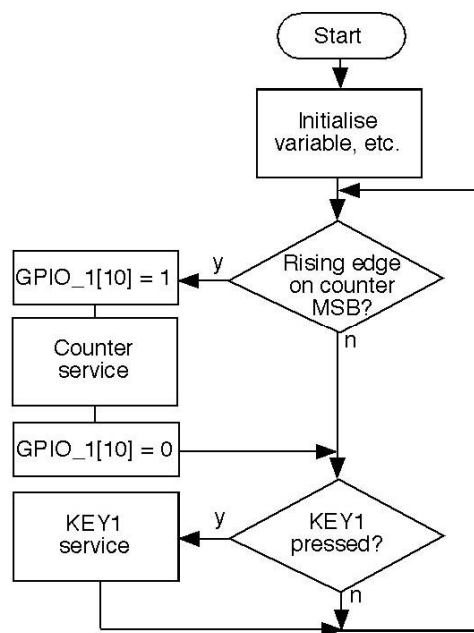 Start
Initialise
variable, etc.
Rising edge
on counter
MSB?
y
n
GPIO_1[10] = 1
Counter
service
GPIO_1[10] = 0
KEY1
pressed?
y
n
KEY1
service